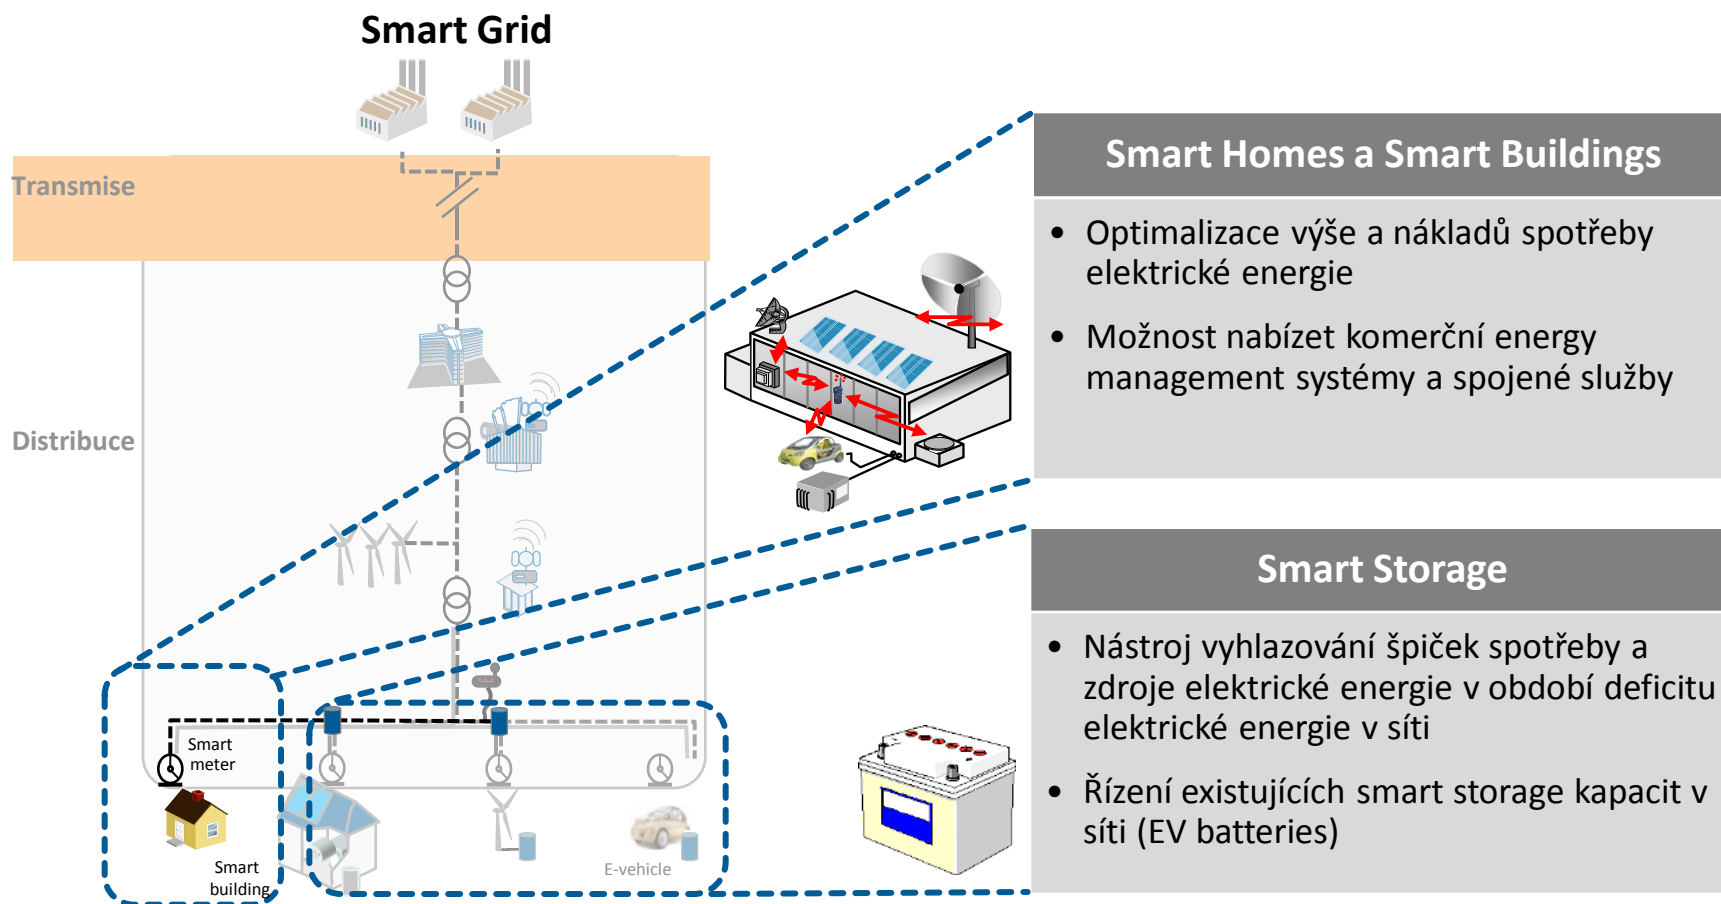 Smart Grid
Transmise
Distribuce
Smart
meter
Smart
building
E-vehicle
Smart Homes a Smart Buildings
• Optimalizace výše a nákladů spotřeby
elektrické energie
• Možnost nabízet komerční energy
management systémy a spojené služby
Smart Storage
• Nástroj vyhlazování špiček spotřeby a
zdroje elektrické energie v období deficitu
elektrické energie v síti
• Řízení existujících smart storage kapacit v
síti (EV batteries)